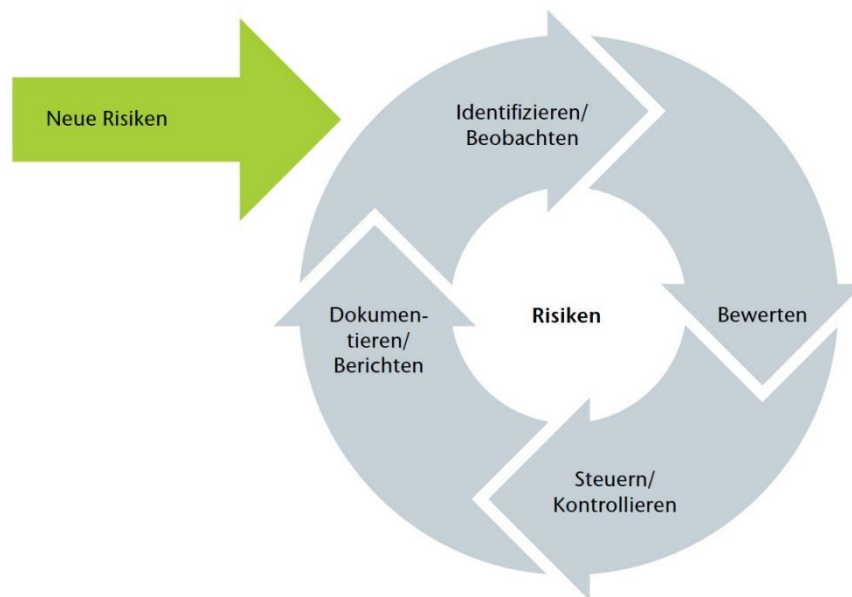 Neue Risiken
Identifizieren/
Beobachten
Bewerten
Steuern/
Kontrollieren
Dokumen-
tieren/
Berichten
Risiken